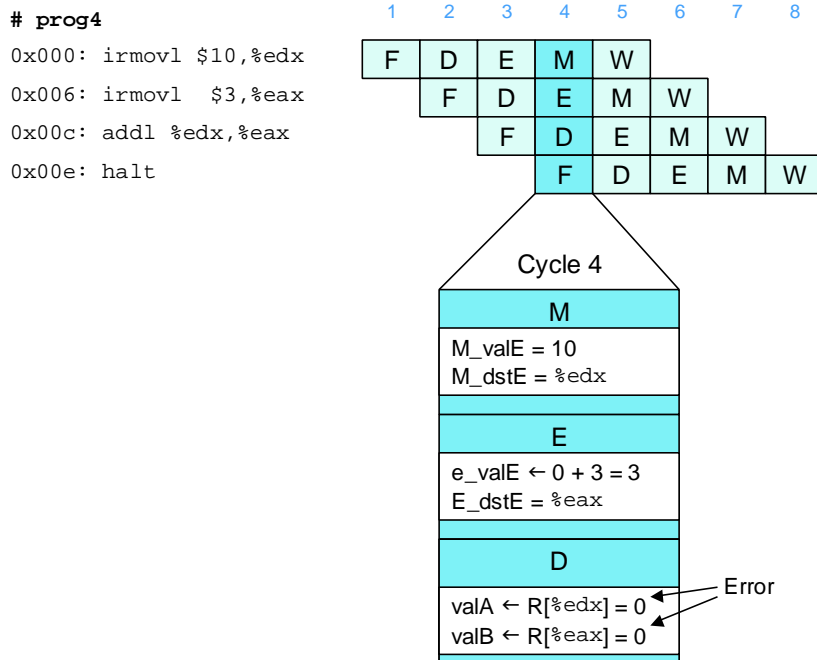 # prog4
1 2 3 4 5 6 7 8
0x000: irmovl $10,%edx F D E M W
0x006: irmovl  $3,%eax F D E M W
0x00c: addl %edx,%eax F D E M W
0x00e: halt F D E M W
Cycle 4
M
M_valE = 10
M_dstE = %edx
E
e_valE ← 0 + 3 = 3
E_dstE = %eax
D
Error
valA ← R[%edx] = 0
valB ← R[%eax] = 0